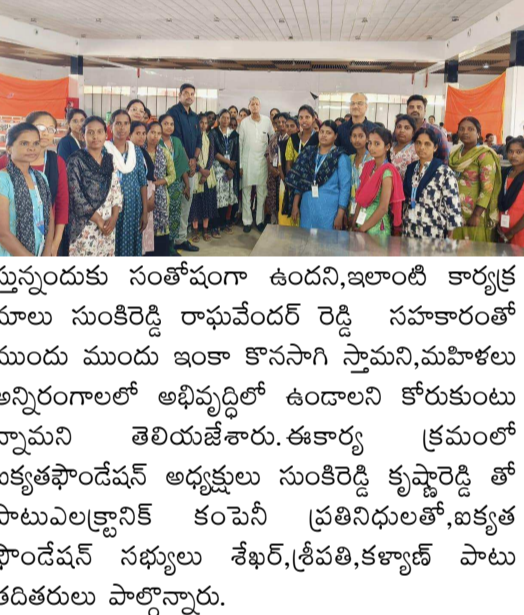 స్తున్నందుకు సంతోషంగా ఉందని,ఇలాంటి కార్యక్ర
మాలు సుంకిరెడ్డి రాఘవేందర్ రెడ్డి సహకారంతో
ముందు ముందు ఇంకా కొనసాగి స్తామని,మహిళలు
అన్నిరంగాలలో అభివృద్ధిలో ఉండాలని కోరుకుంటు
న్నామని తెలియజేశారు.ఈకార్య క్రమంలో
ఐక్యతఫౌండేషన్ అధ్యక్షులు సుంకిరెడ్డి కృష్ణారెడ్డి తో
పాటుఎలక్ట్రానిక్ కంపెనీ ప్రతినిధులతో,ఐక్యత
ఫౌండేషన్ సభ్యులు శేఖర్,శ్రీపతి,కళ్యాణ్ పాటు
తదితరులు పాల్గొన్నారు.